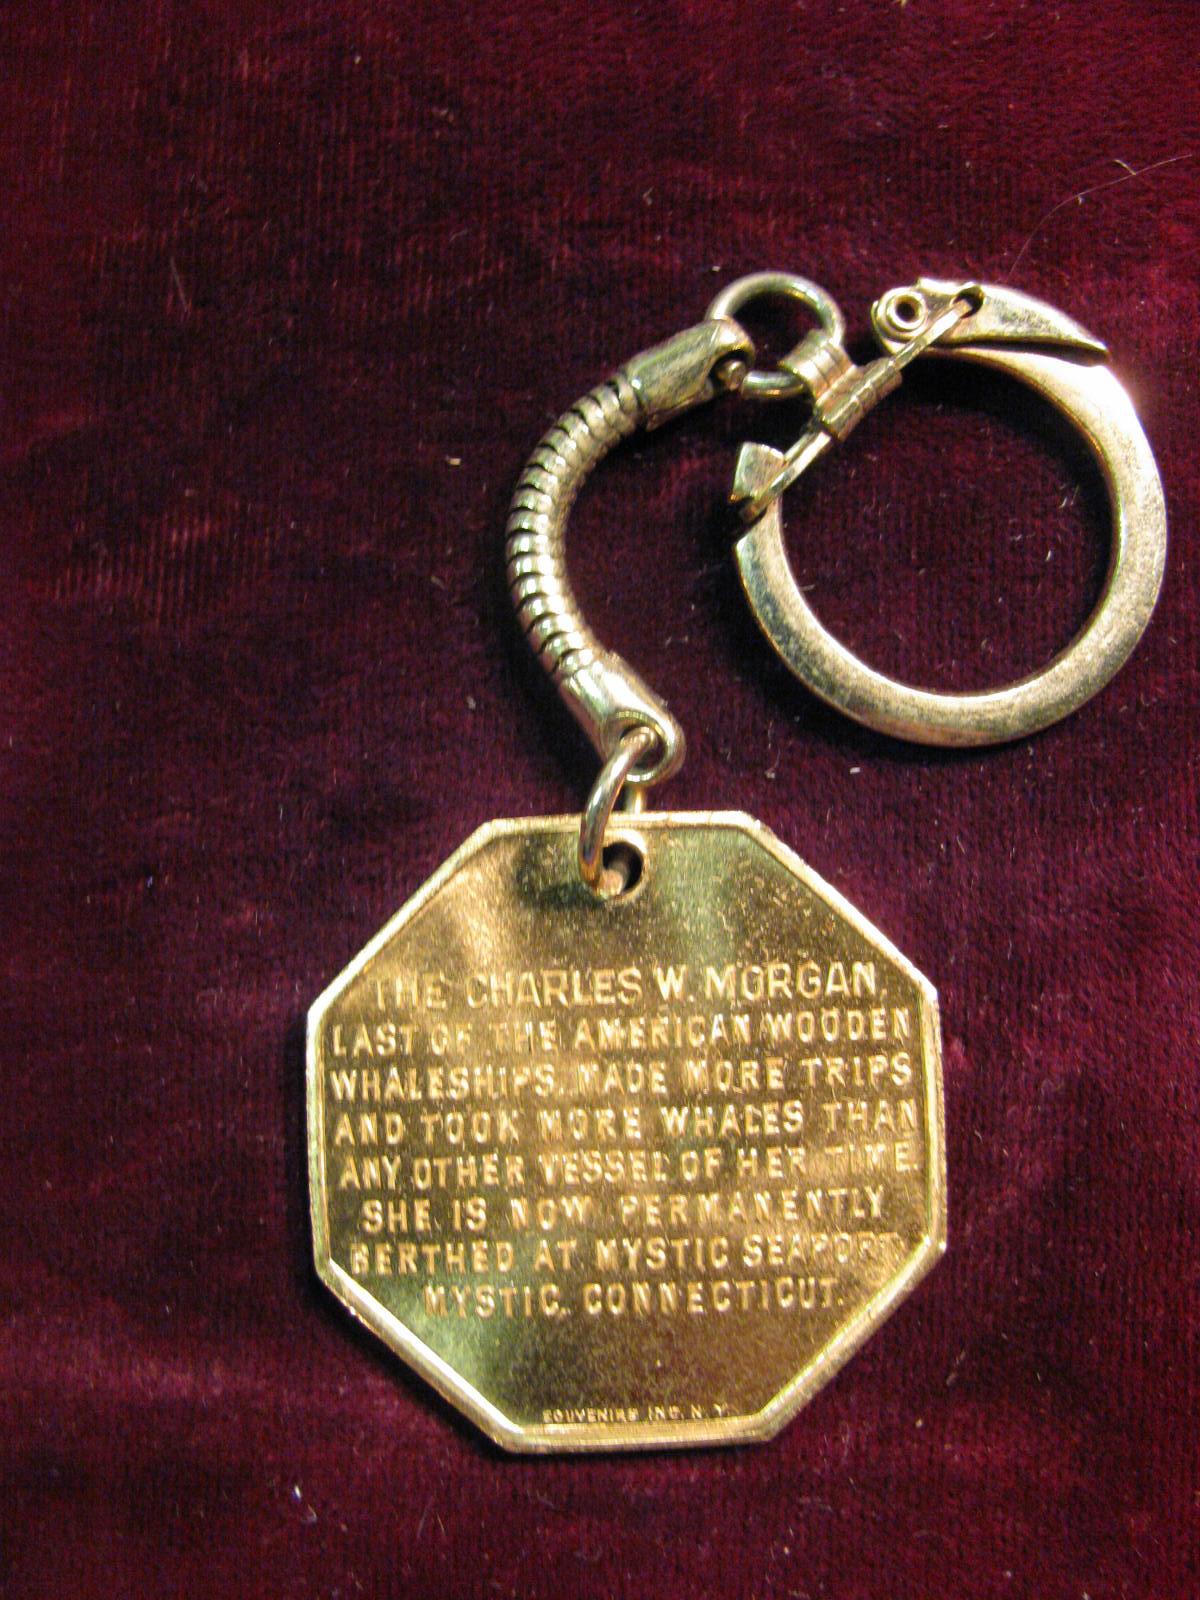 THE CHARLES W. MORGAN,
LAST OF THE AMERICAN WOODEN
WHALESHIPS, MADE MORE TRIPS
AND TOOK MORE WHALES THAN
ANY OTHER VESSEL OF HER TIME.
SHE IS NOW PERMANENTLY
BERTHED AT MYSTIC SEAPORT
MYSTIC, CONNECTICUT.
SOUVENIRS INC. N.Y.